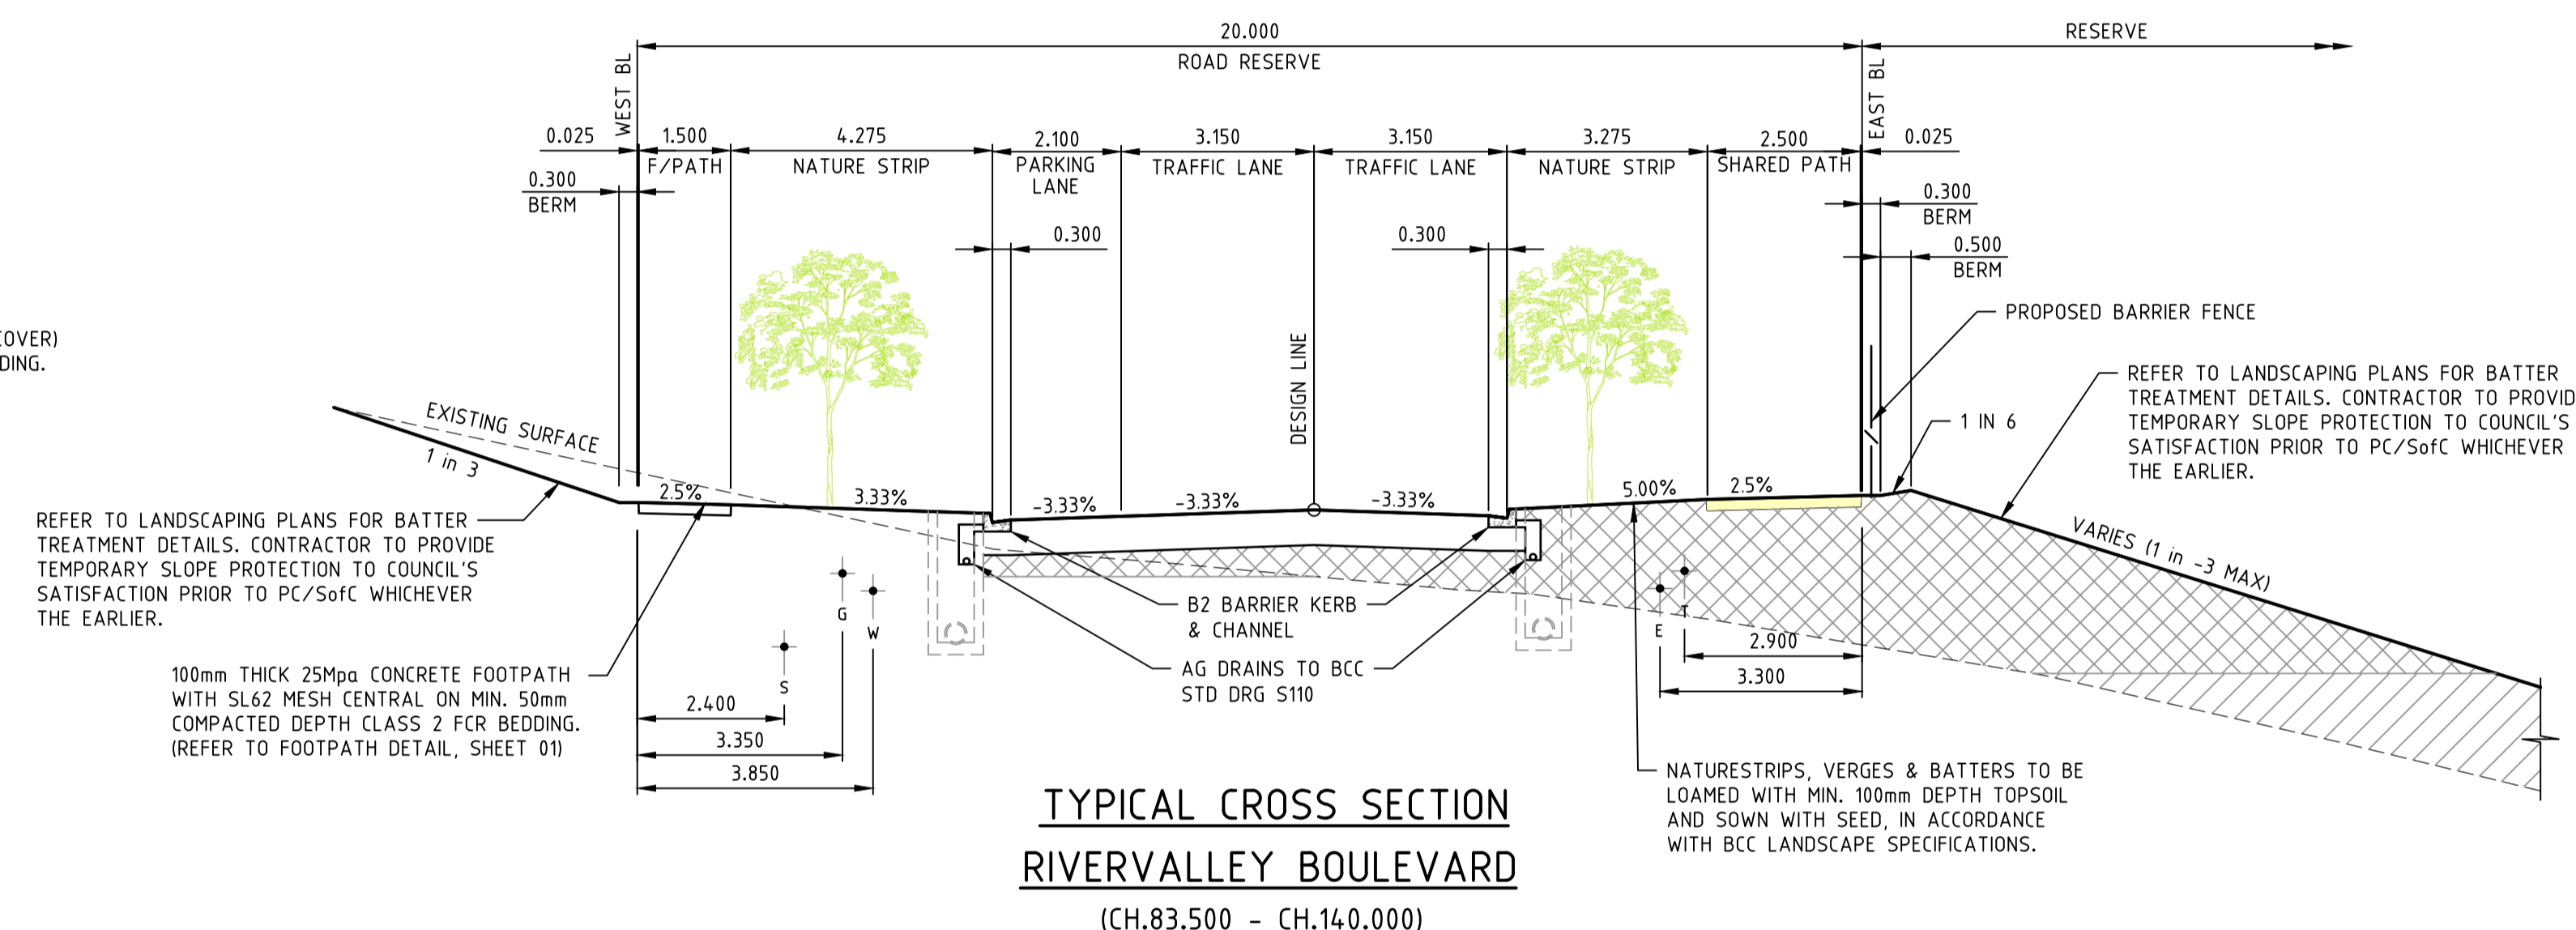 20.000
ROAD RESERVE
RESERVE
WEST BL
EAST BL
0.025
1.500
F/PATH
4.275
NATURE STRIP
2.100
PARKING
LANE
3.150
TRAFFIC LANE
3.150
TRAFFIC LANE
3.275
NATURE STRIP
2.500
SHARED PATH
0.025
0.300
BERM
0.300
0.300
0.300
BERM
0.500
BERM
DESIGN LINE
PROPOSED BARRIER FENCE
COVER)
DING.
REFER TO LANDSCAPING PLANS FOR BATTER
TREATMENT DETAILS. CONTRACTOR TO PROVID
TEMPORARY SLOPE PROTECTION TO COUNCIL'S
SATISFACTION PRIOR TO PC/SofC WHICHEVER
THE EARLIER.
1 IN 6
EXISTING SURFACE
1 in 3
2.5%
3.33%
-3.33%
-3.33%
-3.33%
5.00%
2.5%
VARIES (1 in -3 MAX)
REFER TO LANDSCAPING PLANS FOR BATTER
TREATMENT DETAILS. CONTRACTOR TO PROVIDE
TEMPORARY SLOPE PROTECTION TO COUNCIL'S
SATISFACTION PRIOR TO PC/SofC WHICHEVER
THE EARLIER.
G
W
S
E
T
B2 BARRIER KERB
& CHANNEL
AG DRAINS TO BCC
STD DRG S110
2.900
3.300
100mm THICK 25Mpa CONCRETE FOOTPATH
WITH SL62 MESH CENTRAL ON MIN. 50mm
COMPACTED DEPTH CLASS 2 FCR BEDDING.
(REFER TO FOOTPATH DETAIL, SHEET 01)
2.400
3.350
3.850
NATURESTRIPS, VERGES & BATTERS TO BE
LOAMED WITH MIN. 100mm DEPTH TOPSOIL
AND SOWN WITH SEED, IN ACCORDANCE
WITH BCC LANDSCAPE SPECIFICATIONS.
TYPICAL CROSS SECTION
RIVERVALLEY BOULEVARD
(CH.83.500 - CH.140.000)